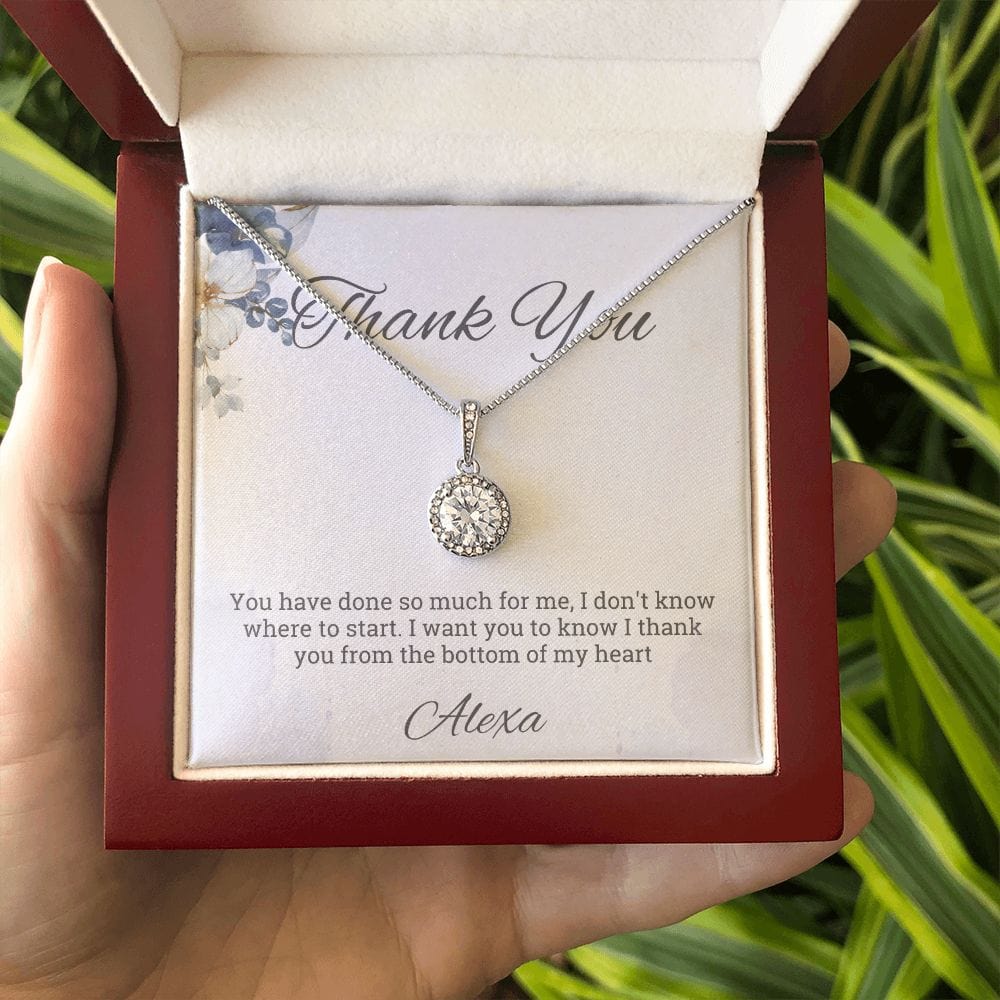 Thank You
You have done so much for me, I don't know
where to start. I want you to know I thank
you from the bottom of my heart
Alexa